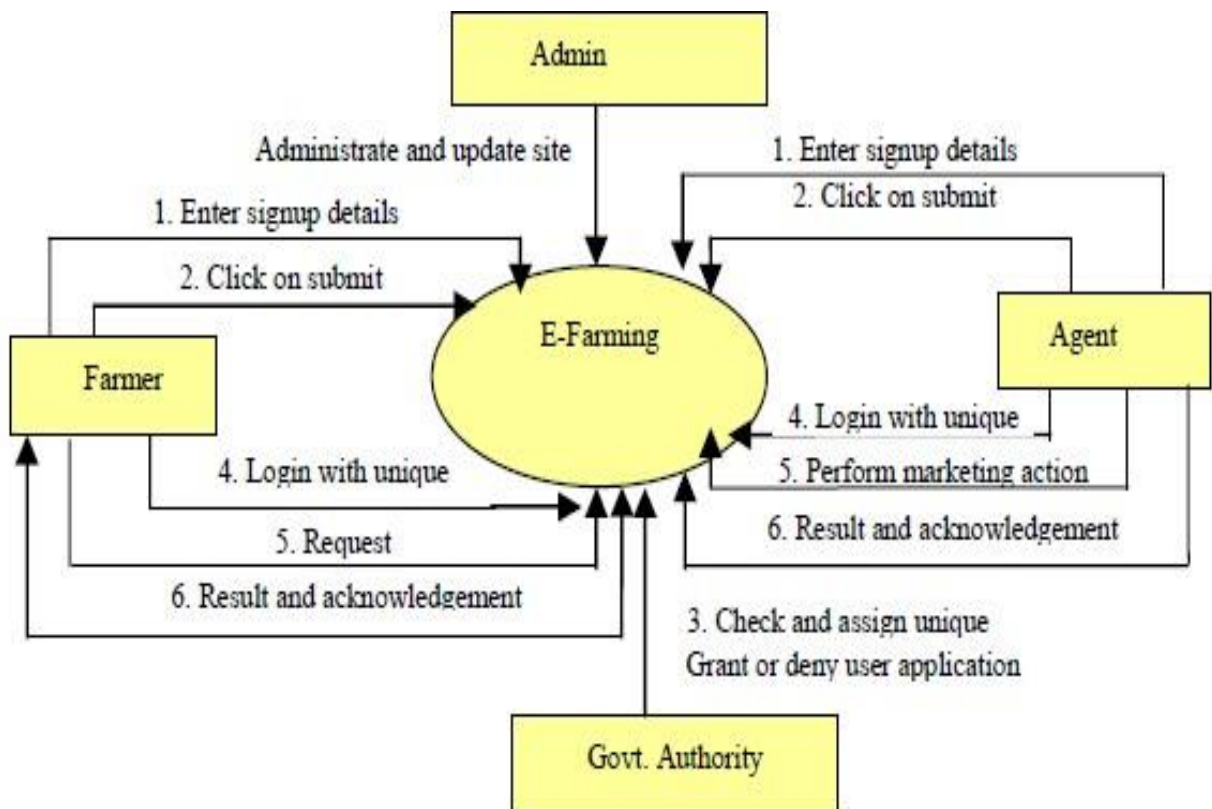 Admin
Administrate and update site
1. Enter signup details
2. Click on submit
1. Enter signup details
2. Click on submit
E-Farming
Agent
Farmer
4. Login with unique
4. Login with unique
5. Perform marketing action
5. Request
6. Result and acknowledgement
6. Result and acknowledgement
3. Check and assign unique
Grant or deny user application
Govt. Authority